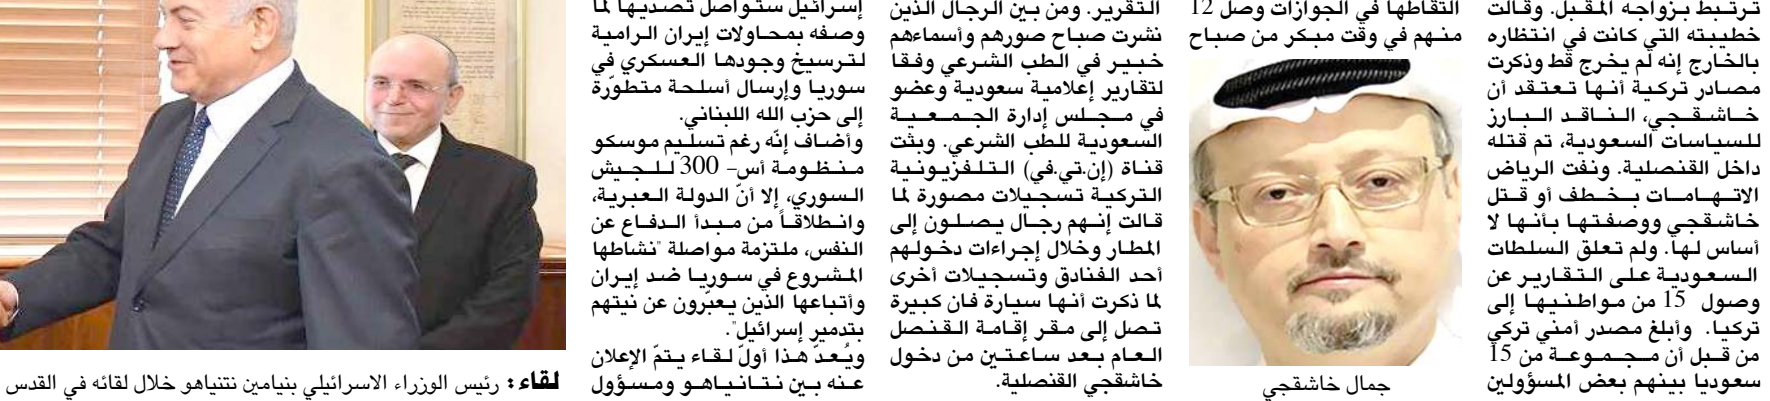 ترتبط بزواجه المقبل. وقالت
خطيبته التي كانت في انتظاره
بالخارج إنه لم يخرج قط وذكرت
مصادر تركية أنها تعتقد أن
خاشقجي، الناقد البارز
للسياسات السعودية، تم قتله
داخل القنصلية. ونفت الرياض
الاتهامات بخطف أو قتل
خاشقجي ووصفتها بأنها لا
أساس لها. ولم تعلق السلطات
السعودية على التقارير عن
وصول 15 من مواطنيها إلى
تركيا. وأبلغ مصدر أمني تركي
من قبل أن مجموعة من 15
سعوديا بينهم بعض المسؤولين
التقاطها في الجوازات وصل 12
منهم في وقت مبكر من صباح
جمال خاشقجي
التقرير. ومن بين الرجال الذين
نشرت صباح صورهم وأسماءهم
خبير في الطب الشرعي وفقا
لتقارير إعلامية سعودية وعضو
في مجلس إدارة الجمعية
السعودية للطب الشرعي. وبثت
قناة (إن.تي.في) التلفزيونية
التركية تسجيلات مصورة لما
قالت إنهم رجال يصلون إلى
المطار وخلال إجراءات دخولهم
أحد الفنادق وتسجيلات أخرى
لما ذكرت أنها سيارة فان كبيرة
تصل إلى مقر إقامة القنصل
العام بعد ساعتين من دخول
خاشقجي القنصلية.
إسرائيل ستواصل تصديها لما
وصفه بمحاولات إيران الرامية
لترسيخ وجودها العسكري في
سوريا وإرسال أسلحة متطورّة
إلى حزب الله اللبناني.
وأضاف إنّه رغم تسليم موسكو
منظومة أس- 300 للجيش
السوري، إلا أنّ الدولة العبرية،
وانطلاقاً من مبدأ الدفاع عن
النفس، ملتزمة مواصلة "نشاطها
المشروع في سوريا ضد إيران
وأتباعها الذين يعبّرون عن نيتهم
بتدمير إسرائيل".
ويُعدّ هذا أولّ لقاء يتمّ الإعلان
عنه بين نتانياهو ومسؤول
لقاء: رئيس الوزراء الاسرائيلي بنيامين نتنياهو خلال لقائه في القدس